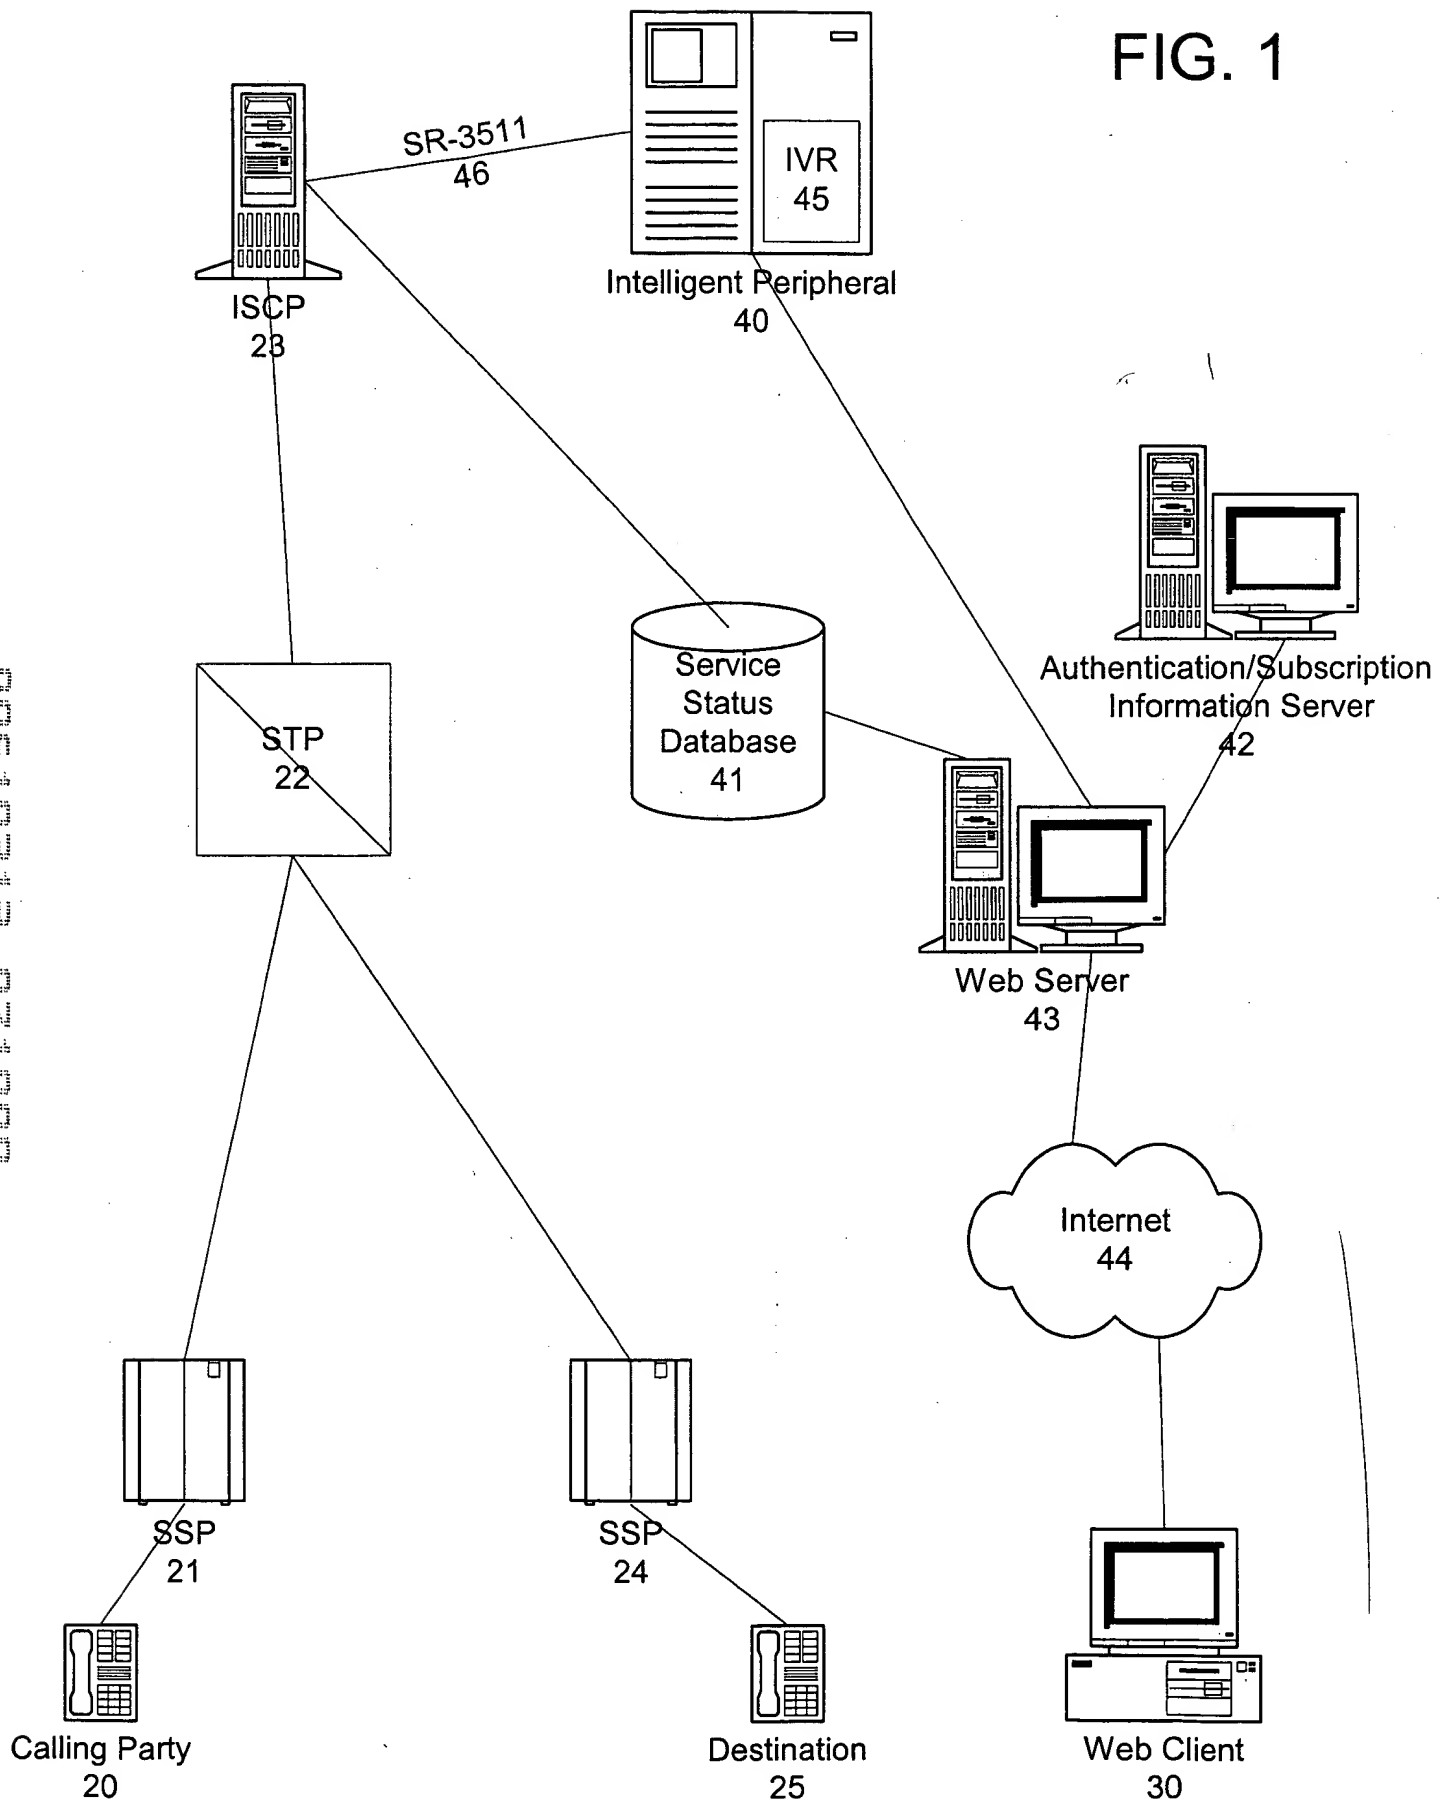 FIG. 1
SR-3511
46
IVR
45
Intelligent Peripheral
40
ISCP
23
Authentication/Subscription
Information Server
42
Service
Status
Database
41
STP
22
Web Server
43
Internet
44
SSP
21
SSP
24
Calling Party
20
Destination
25
Web Client
30